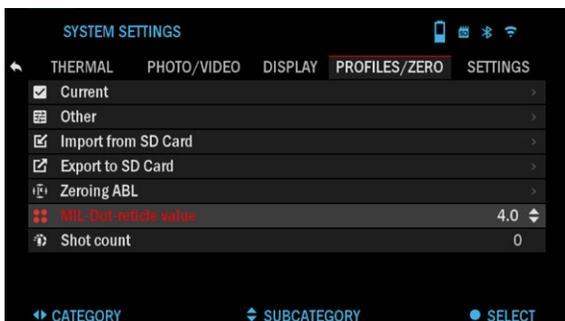 SYSTEM SETTINGS
THERMAL PHOTO/VIDEO DISPLAY PROFILES/ZERO SETTINGS
Current
Other
Import from SD Card
Export to SD Card
Zeroing ABL
MIL-Dot-reticle value 4.0
Shot count 0
CATEGORY SUBCATEGORY SELECT